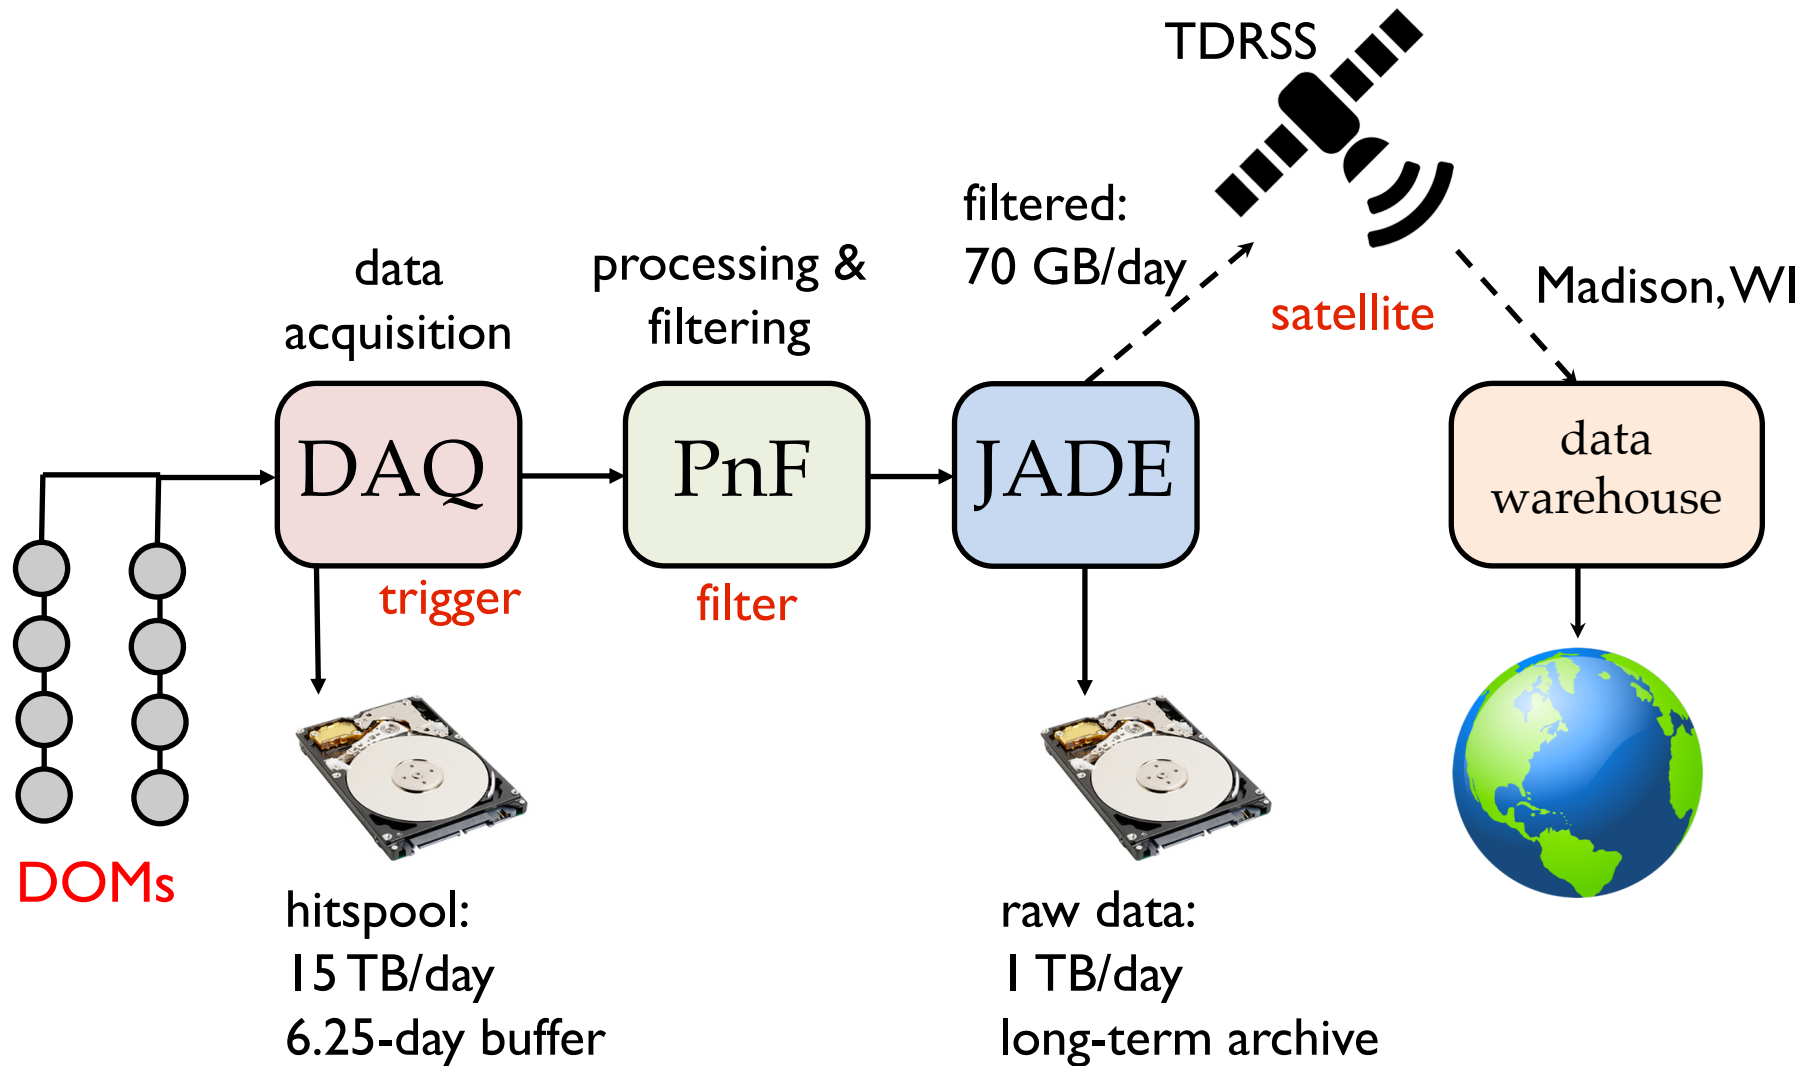 TDRSS
filtered:
70 GB/day
satellite
Madison, WI
data
acquisition
processing &
filtering
DAQ
PnF
JADE
data
warehouse
trigger
filter
DOMs
hitspool:
15 TB/day
6.25-day buffer
raw data:
1 TB/day
long-term archive